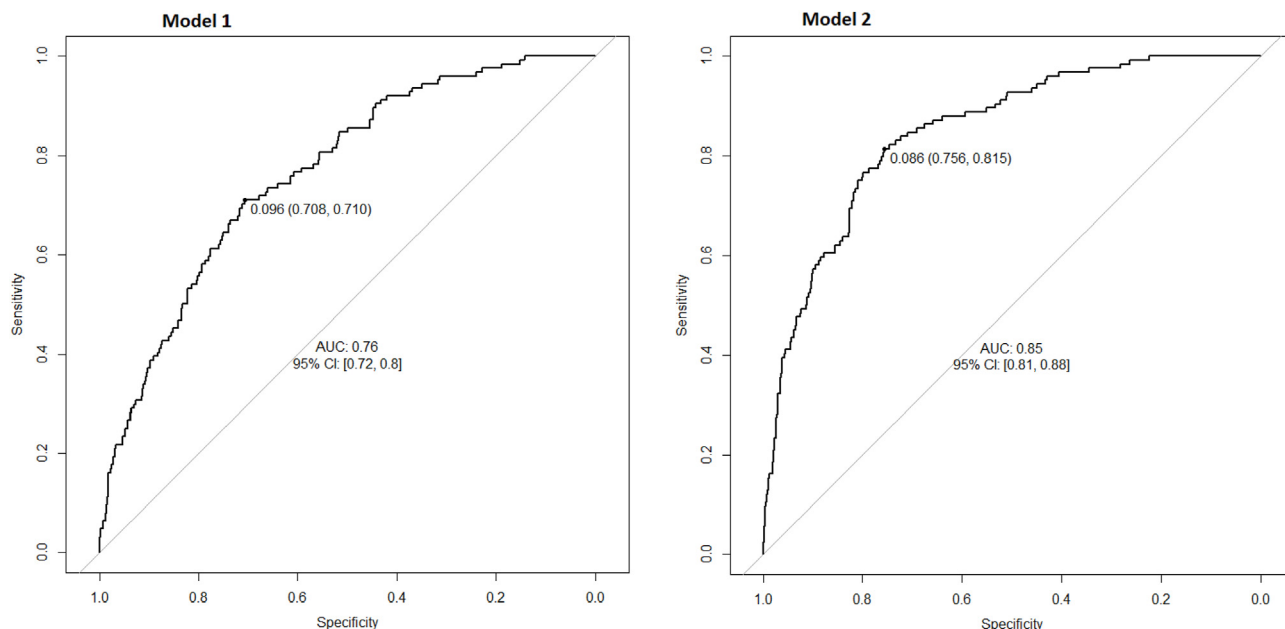 Model 1
1.0
0.8
0.6
0.4
0.2
0.0
Sensitivity
0.096 (0.708, 0.710)
AUC: 0.76
95% CI: [0.72, 0.8]
1.0 0.8 0.6 0.4 0.2 0.0
Specificity
Model 2
1.0
0.8
0.6
0.4
0.2
0.0
Sensitivity
0.086 (0.756, 0.815)
AUC: 0.85
95% CI: [0.81, 0.88]
1.0 0.8 0.6 0.4 0.2 0.0
Specificity